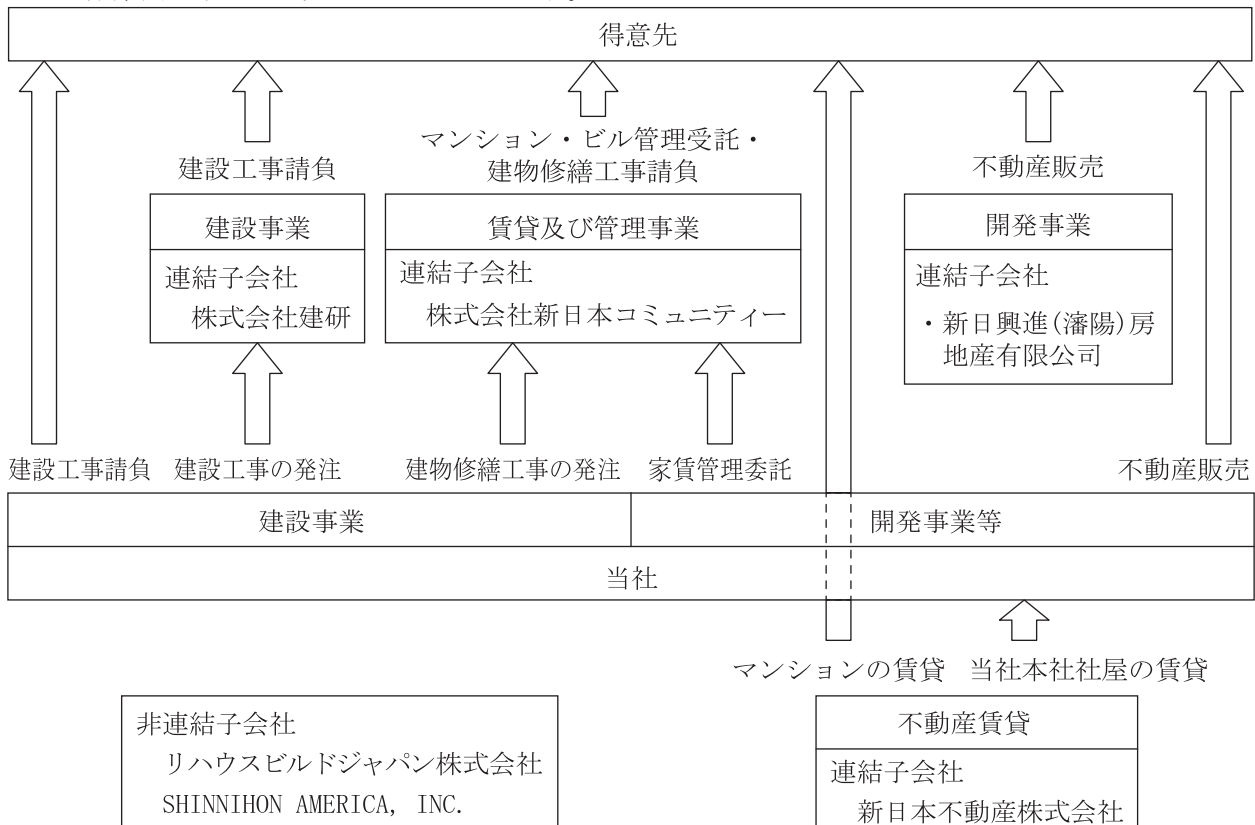 得意先
マンション・ビル管理受託・
建物修繕工事請負
建設工事請負
不動産販売
建設事業
連結子会社
株式会社建研
賃貸及び管理事業
連結子会社
株式会社新日本コミュニティー
開発事業
連結子会社
・新日興進(瀋陽)房
地産有限公司
建設工事請負
建設工事の発注
建物修繕工事の発注
家賃管理委託
不動産販売
建設事業
開発事業等
当社
マンションの賃貸
当社本社社屋の賃貸
非連結子会社
リハウスビルドジャパン株式会社
SHINNIHON AMERICA, INC.
不動産賃貸
連結子会社
新日本不動産株式会社